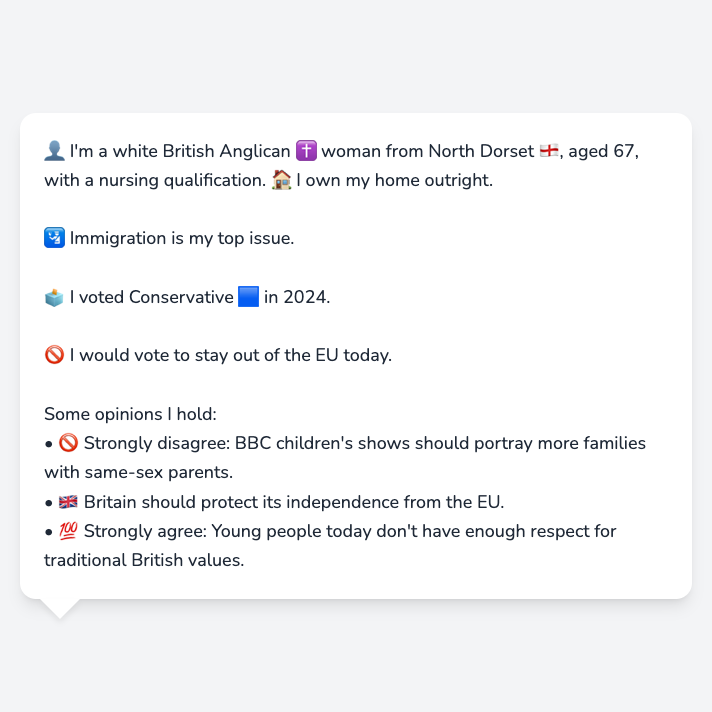 👤 I'm a white British Anglican ✝️ woman from North Dorset 🏴󠁧󠁢󠁥󠁮󠁧󠁿, aged 67,
with a nursing qualification. 🏠 I own my home outright.
🛂 Immigration is my top issue.
🗳️ I voted Conservative 🟦 in 2024.
🚫 I would vote to stay out of the EU today.
Some opinions I hold:
• 🚫 Strongly disagree: BBC children's shows should portray more families
with same-sex parents.
• 🇬🇧 Britain should protect its independence from the EU.
• 💯 Strongly agree: Young people today don't have enough respect for
traditional British values.